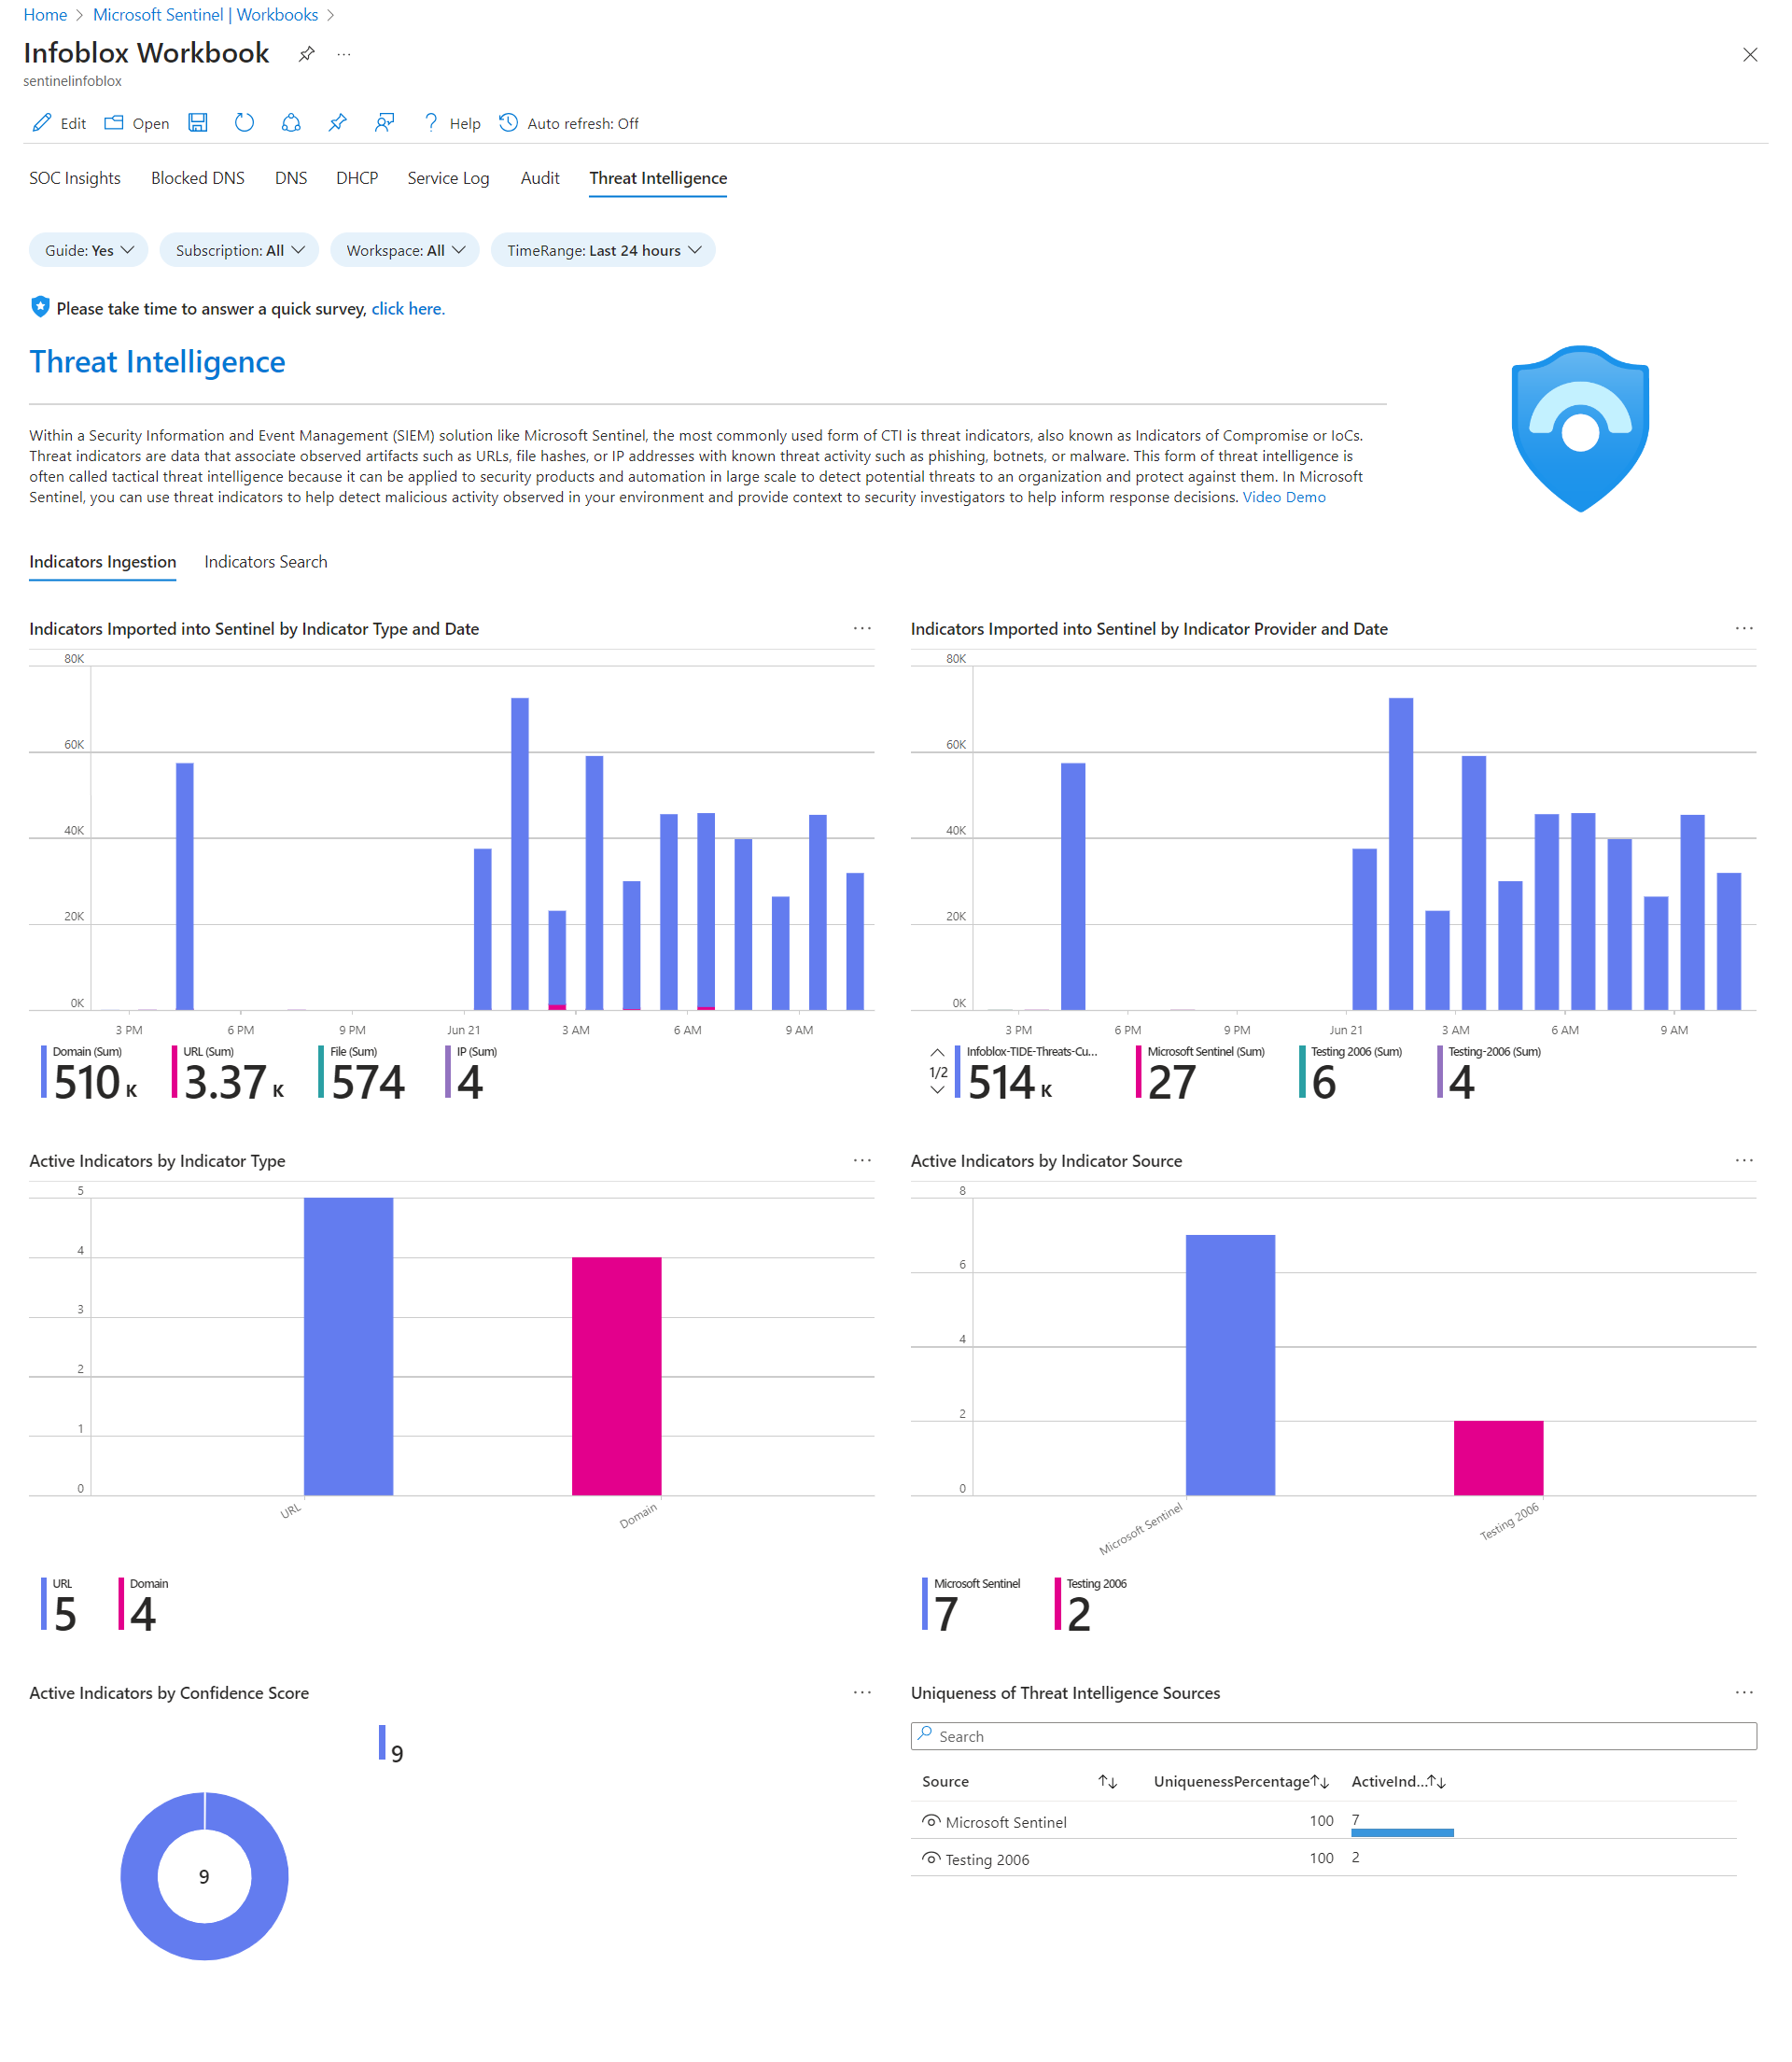 Home > Microsoft Sentinel | Workbooks >
Infoblox Workbook ...
sentinelinfoblox
Edit Open ? Help Auto refresh: Off
SOC Insights Blocked DNS DNS DHCP Service Log Audit Threat Intelligence
Guide: Yes Subscription: All Workspace: All TimeRange: Last 24 hours
Please take time to answer a quick survey, click here.
Threat Intelligence
Within a Security Information and Event Management (SIEM) solution like Microsoft Sentinel, the most commonly used form of CTI is threat indicators, also known as Indicators of Compromise or IoCs.
Threat indicators are data that associate observed artifacts such as URLs, file hashes, or IP addresses with known threat activity such as phishing, botnets, or malware. This form of threat intelligence is
often called tactical threat intelligence because it can be applied to security products and automation in large scale to detect potential threats to an organization and protect against them. In Microsoft
Sentinel, you can use threat indicators to help detect malicious activity observed in your environment and provide context to security investigators to help inform response decisions. Video Demo
Indicators Ingestion Indicators Search
Indicators Imported into Sentinel by Indicator Type and Date ...
80K
60K
40K
20K
0K
3 PM 6 PM 9 PM Jun 21 3 AM 6 AM 9 AM
Domain (Sum) URL (Sum) File (Sum) IP (Sum)
510 K 3.37 K 574 4
Indicators Imported into Sentinel by Indicator Provider and Date ...
80K
60K
40K
20K
0K
3 PM 6 PM 9 PM Jun 21 3 AM 6 AM 9 AM
1/2
Infoblox-TIDE-Threats-Cu... Microsoft Sentinel (Sum) Testing 2006 (Sum) Testing-2006 (Sum)
514 K 27 6 4
Active Indicators by Indicator Type ...
5
4
3
2
1
0
URL Domain
URL Domain
5 4
Active Indicators by Indicator Source ...
8
6
4
2
0
Microsoft Sentinel Testing 2006
Microsoft Sentinel Testing 2006
7 2
Active Indicators by Confidence Score ...
9
9
Uniqueness of Threat Intelligence Sources ...
Search
Source UniquenessPercentage ActiveInd...
Microsoft Sentinel 100 7
Testing 2006 100 2